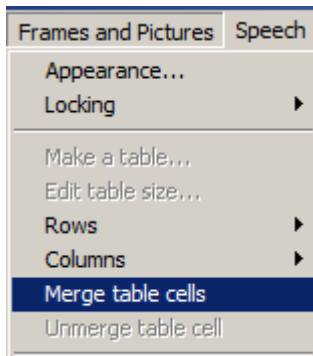 Frames and Pictures Speech
Appearance...
Locking
Make a table...
Edit table size...
Rows
Columns
Merge table cells
Unmerge table cell